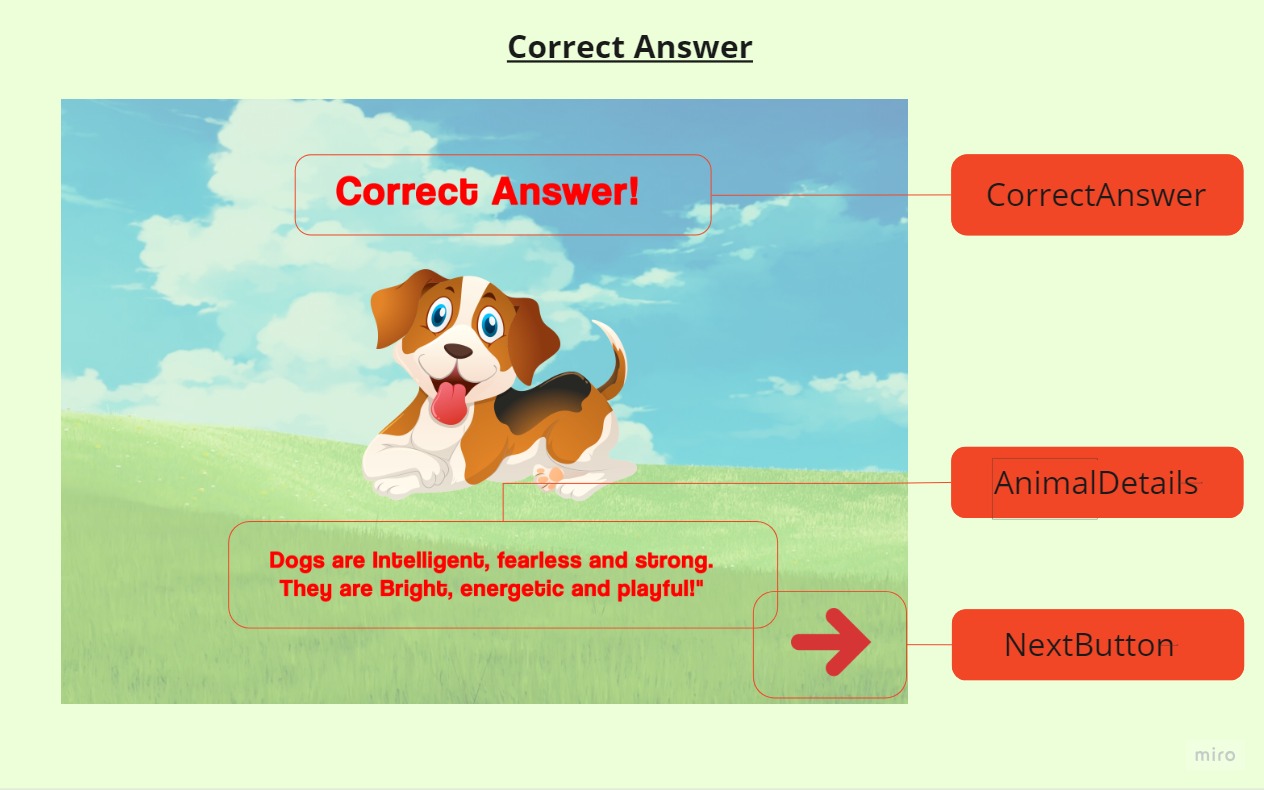 Correct Answer
Correct Answer!
CorrectAnswer
AnimalDetails
Dogs are Intelligent, fearless and strong.
They are Bright, energetic and playful!"
NextButton
miro